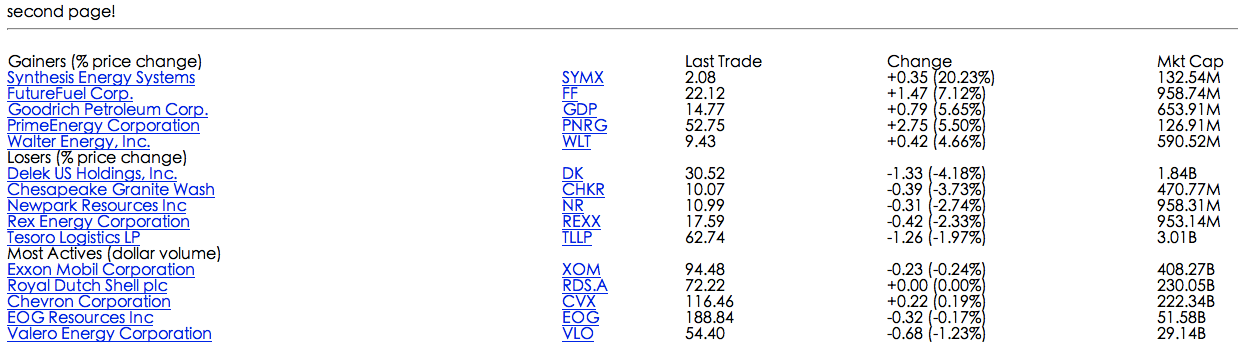 second page!
Gainers (% price change) Last Trade Change Mkt Cap
Synthesis Energy Systems SYMX 2.08 +0.35 (20.23%) 132.54M
FutureFuel Corp. FF 22.12 +1.47 (7.12%) 958.74M
Goodrich Petroleum Corp. GDP 14.77 +0.79 (5.65%) 653.91M
PrimeEnergy Corporation PNRG 52.75 +2.75 (5.50%) 126.91M
Walter Energy, Inc. WLT 9.43 +0.42 (4.66%) 590.52M
Losers (% price change)
Delek US Holdings, Inc. DK 30.52 -1.33 (-4.18%) 1.84B
Chesapeake Granite Wash CHKR 10.07 -0.39 (-3.73%) 470.77M
Newpark Resources Inc NR 10.99 -0.31 (-2.74%) 958.31M
Rex Energy Corporation REXX 17.59 -0.42 (-2.33%) 953.14M
Tesoro Logistics LP TLLP 62.74 -1.26 (-1.97%) 3.01B
Most Actives (dollar volume)
Exxon Mobil Corporation XOM 94.48 -0.23 (-0.24%) 408.27B
Royal Dutch Shell plc RDS.A 72.22 +0.00 (0.00%) 230.05B
Chevron Corporation CVX 116.46 +0.22 (0.19%) 222.34B
EOG Resources Inc EOG 188.84 -0.32 (-0.17%) 51.58B
Valero Energy Corporation VLO 54.40 -0.68 (-1.23%) 29.14B